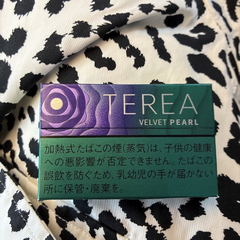 TEREA
VELVET PEARL
加熱式たばこの煙(蒸気)は、子供の健康
への悪影響が否定できません。たばこの
誤飲を防ぐため、乳幼児の手が届かない
所に保管・廃棄を。